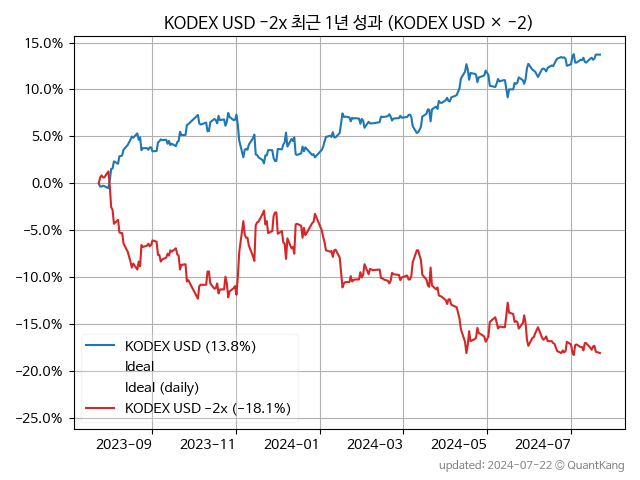 KODEX USD −2x 최근 1년 성과 (KODEX USD × −2)
15.0%
10.0%
5.0%
0.0%
−5.0%
−10.0%
−15.0%
−20.0%
−25.0%
KODEX USD (13.8%)
Ideal
Ideal (daily)
KODEX USD −2x (−18.1%)
2023−09
2023−11
2024−01
2024−03
2024−05
2024−07
updated: 2024-07-22 © QuantKang